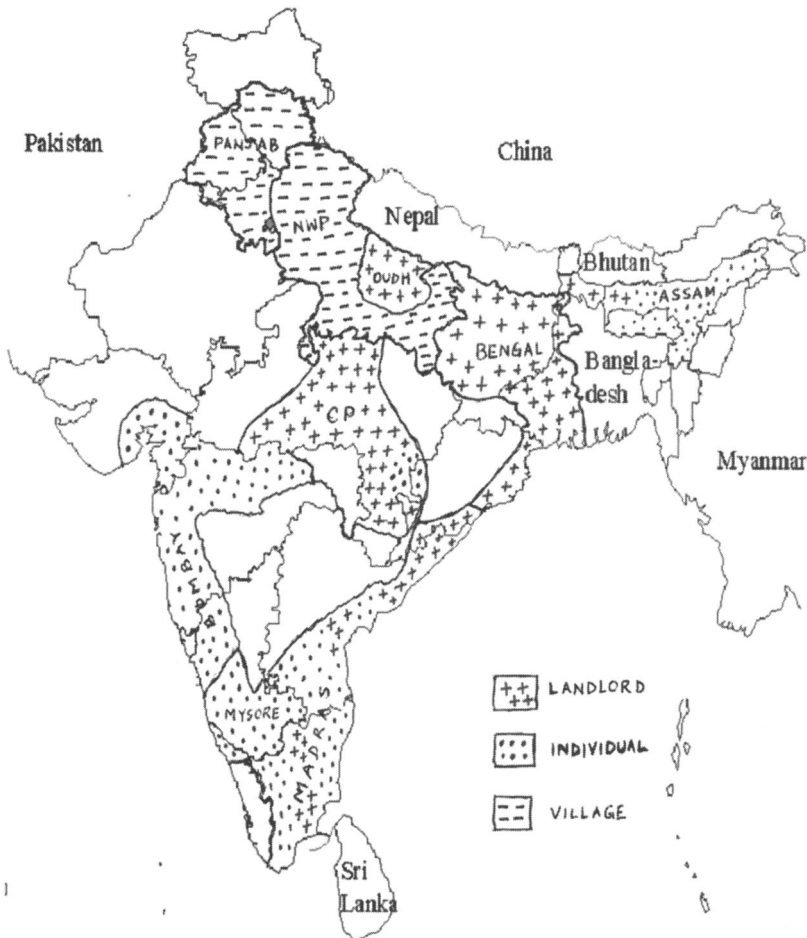 Pakistan
PANJAB
China
NWP
Nepal
OUDH
Bhutan
ASSAM
BENGAL
Bangla-
desh
CP
Myanmar
BOMBAY
MYSORE
MADRAS
LANDLORD
INDIVIDUAL
VILLAGE
Sri
Lanka